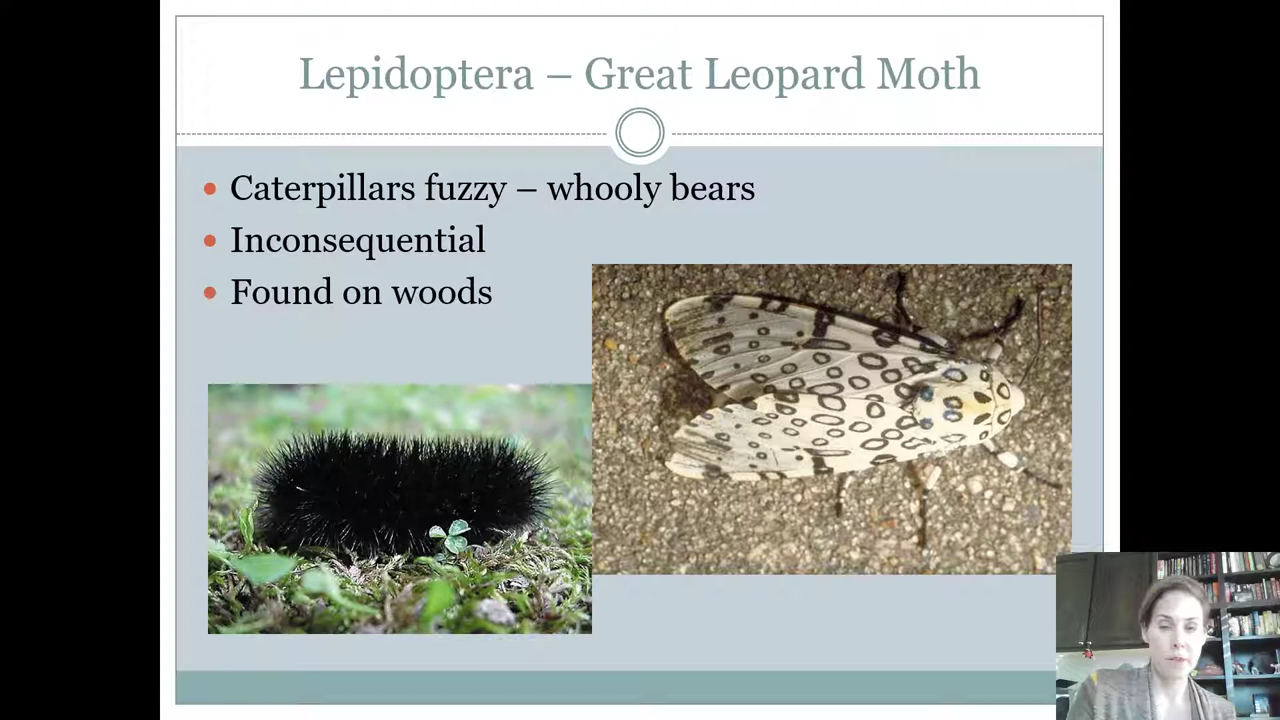 Lepidoptera – Great Leopard Moth
Caterpillars fuzzy – whooly bears
Inconsequential
Found on woods